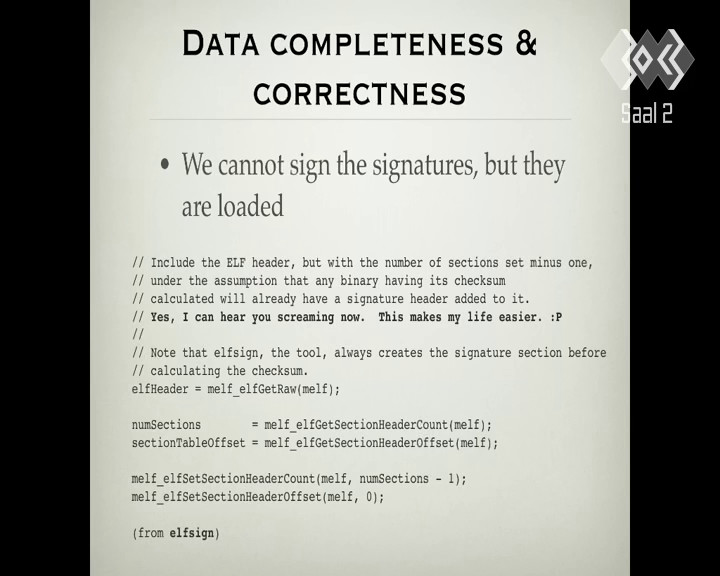 DATA COMPLETENESS &
CORRECTNESS
Saal 2
• We cannot sign the signatures, but they
are loaded
// Include the ELF header, but with the number of sections set minus one,
// under the assumption that any binary having its checksum
// calculated will already have a signature header added to it.
// Yes, I can hear you screaming now.  This makes my life easier. :P
//
// Note that elfsign, the tool, always creates the signature section before
// calculating the checksum.
elfHeader = melf_elfGetRaw(melf);
numSections        = melf_elfGetSectionHeaderCount(melf);
sectionTableOffset = melf_elfGetSectionHeaderOffset(melf);
melf_elfSetSectionHeaderCount(melf, numSections - 1);
melf_elfSetSectionHeaderOffset(melf, 0);
(from elfsign)